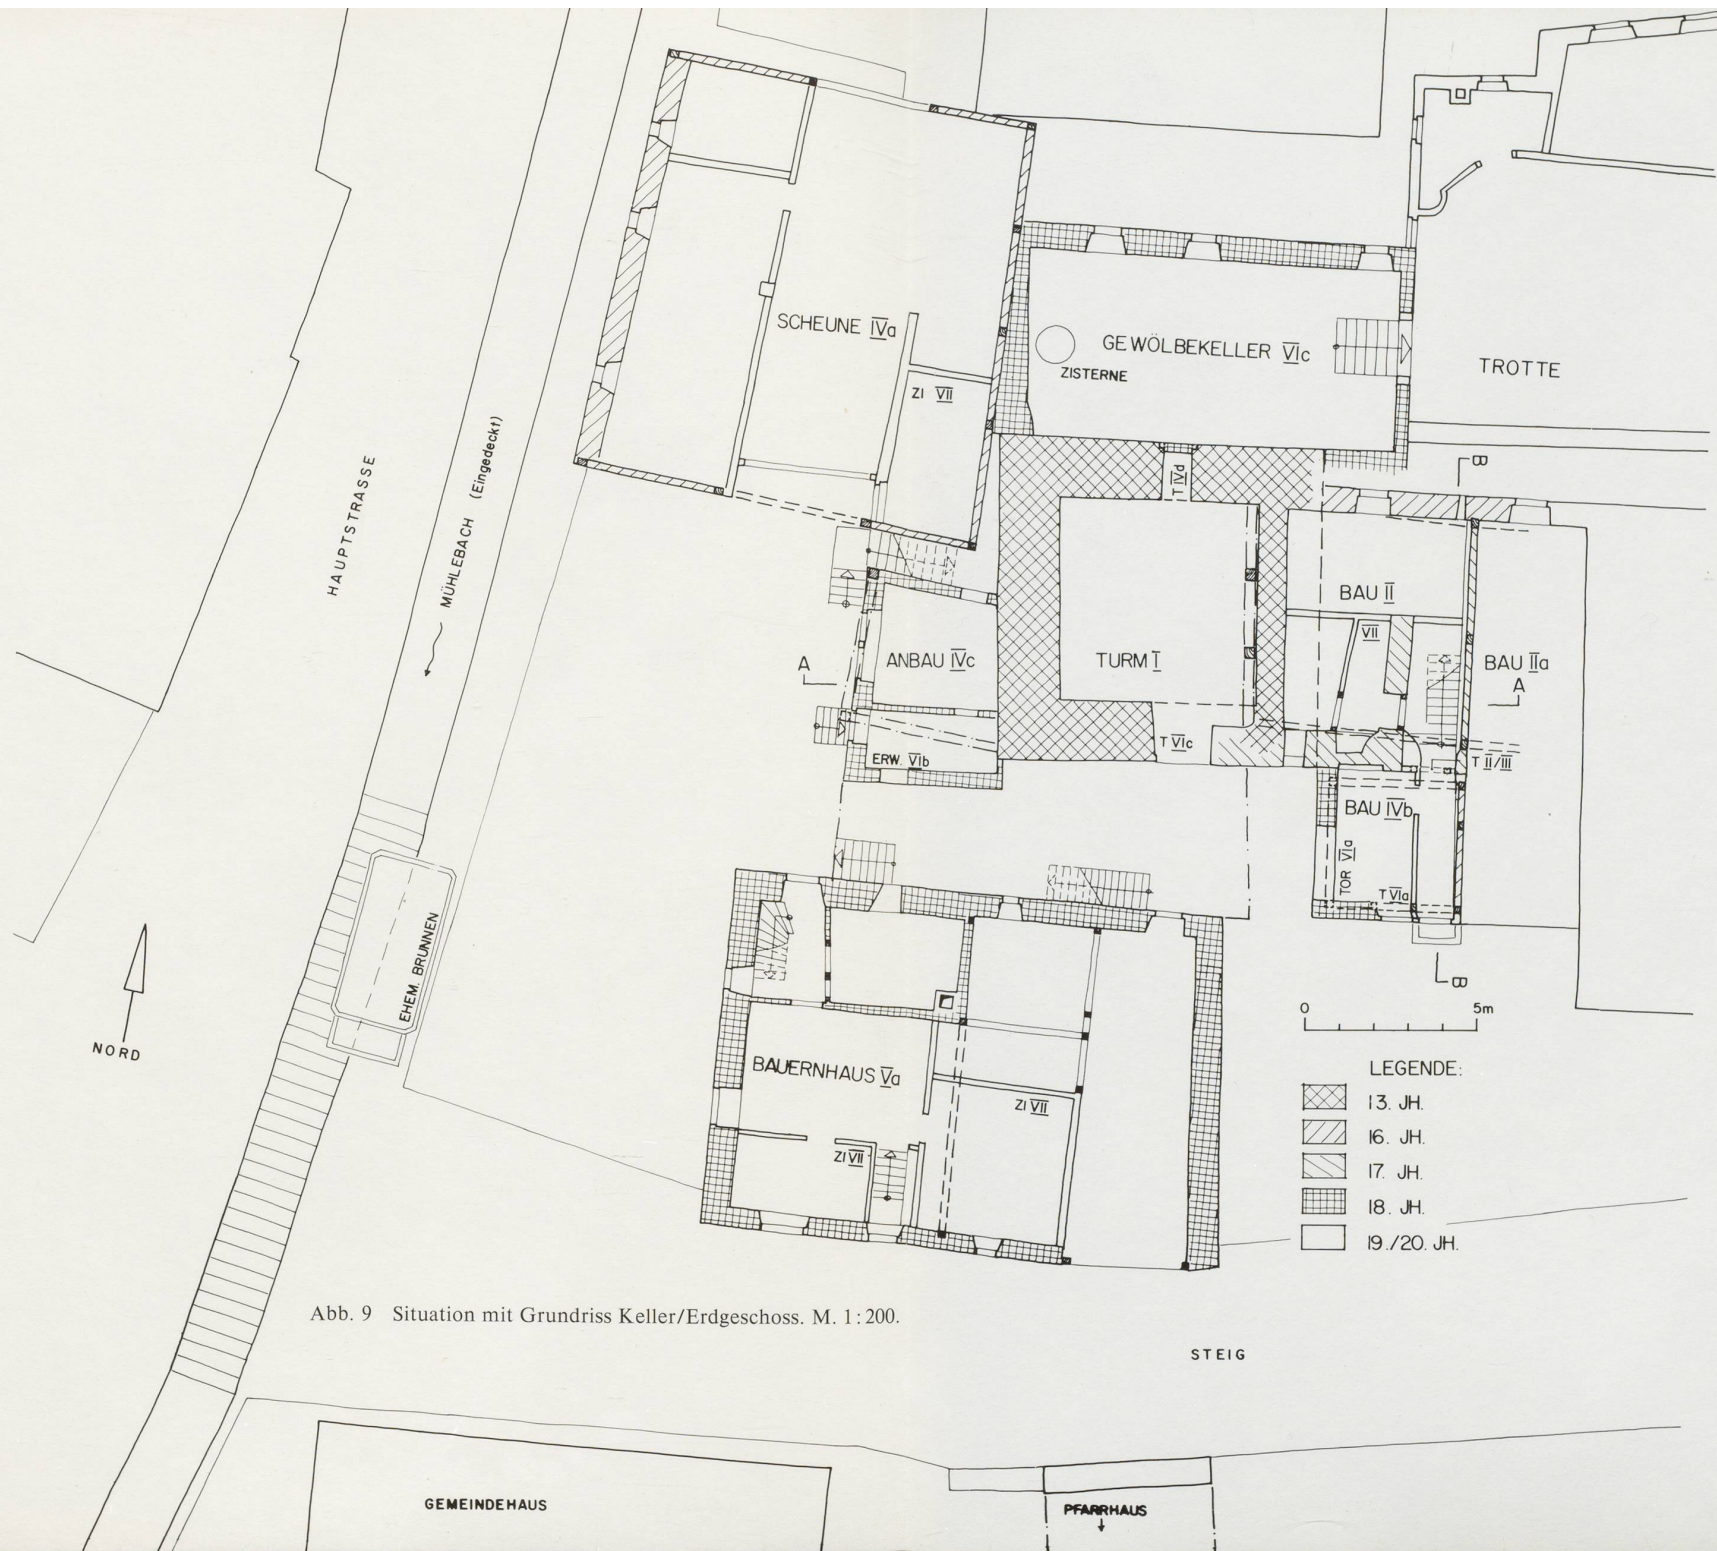 SCHEUNE IVa
ZI VII
GEWÖLBEKELLER VIc
ZISTERNE
TROTTE
HAUPTSTRASSE
MÜHLEBACH (Eingedeckt)
T IVd
B
BAU II
VII
BAU IIa
A
A
ANBAU IVc
TURM I
T VIc
ERW. VIb
T II/III
BAU IVb
TOR VIa
T VIa
B
EHEM. BRUNNEN
NORD
BAUERNHAUS Va
ZI VII
ZI VII
0 5m
LEGENDE:
13. JH.
16. JH.
17. JH.
18. JH.
19./20. JH.
Abb. 9 Situation mit Grundriss Keller/Erdgeschoss. M. 1:200.
STEIG
GEMEINDEHAUS
PFARRHAUS